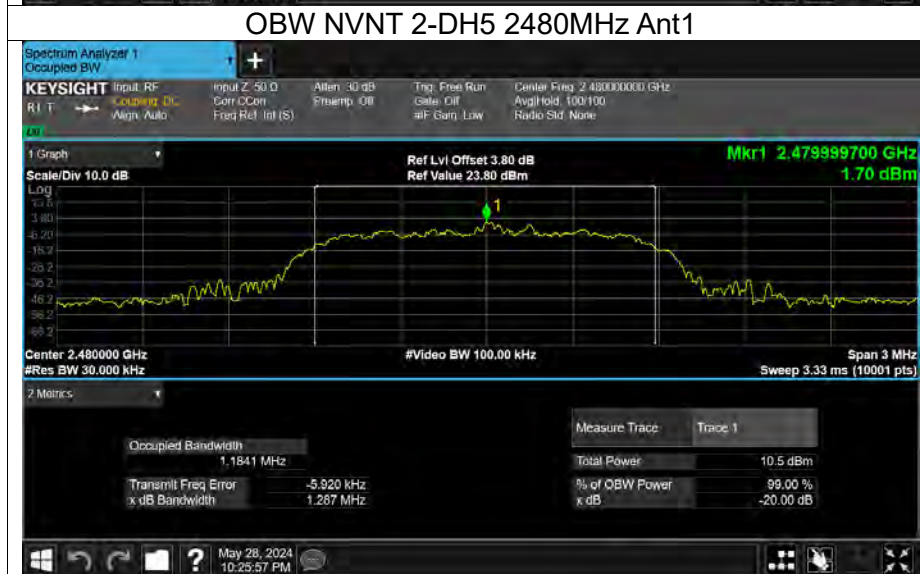 OBW NVNT 2-DH5 2480MHz Ant1
Spectrum Analyzer 1
Occupied BW
+
KEYSIGHT Input: RF Input Z: 50 Ω Atten: 30 dB Trig: Free Run Center Freq: 2.480000000 GHz
R L T Coupling: DC Corr CCorr Preamp: Off Gate: Off Avg|Hold: 100/100
Align: Auto Freq Ref: Int (S) #IF Gain: Low Radio Std: None
1 Graph
Ref Lvl Offset 3.80 dB
Mkr1 2.479999700 GHz
Scale/Div 10.0 dB
Ref Value 23.80 dBm
1.70 dBm
Log
13.8
3.80
-6.20
-16.2
-26.2
-36.2
-46.2
-56.2
-66.2
1
Center 2.480000 GHz
#Video BW 100.00 kHz
Span 3 MHz
#Res BW 30.000 kHz
Sweep 3.33 ms (10001 pts)
2 Metrics
Measure Trace Trace 1
Occupied Bandwidth
1.1841 MHz
Total Power 10.5 dBm
Transmit Freq Error -5.920 kHz
% of OBW Power 99.00 %
x dB Bandwidth 1.287 MHz
x dB -20.00 dB
?
May 28, 2024
10:25:57 PM